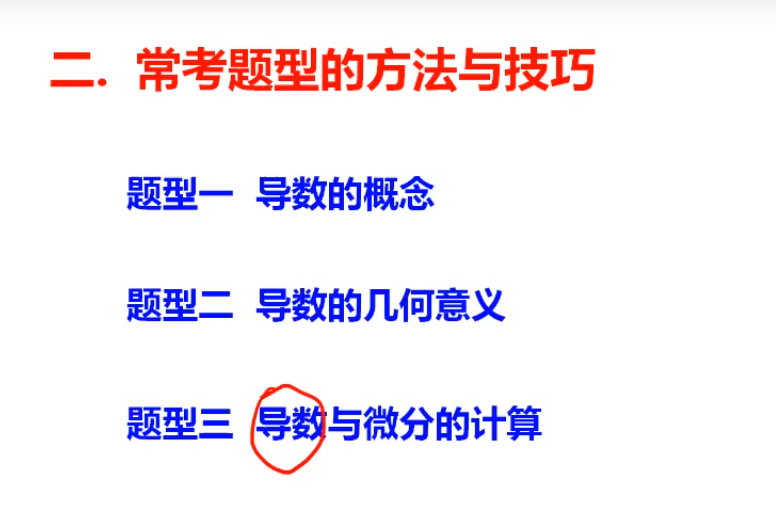 二. 常考题型的方法与技巧
题型一 导数的概念
题型二 导数的几何意义
题型三 导数与微分的计算